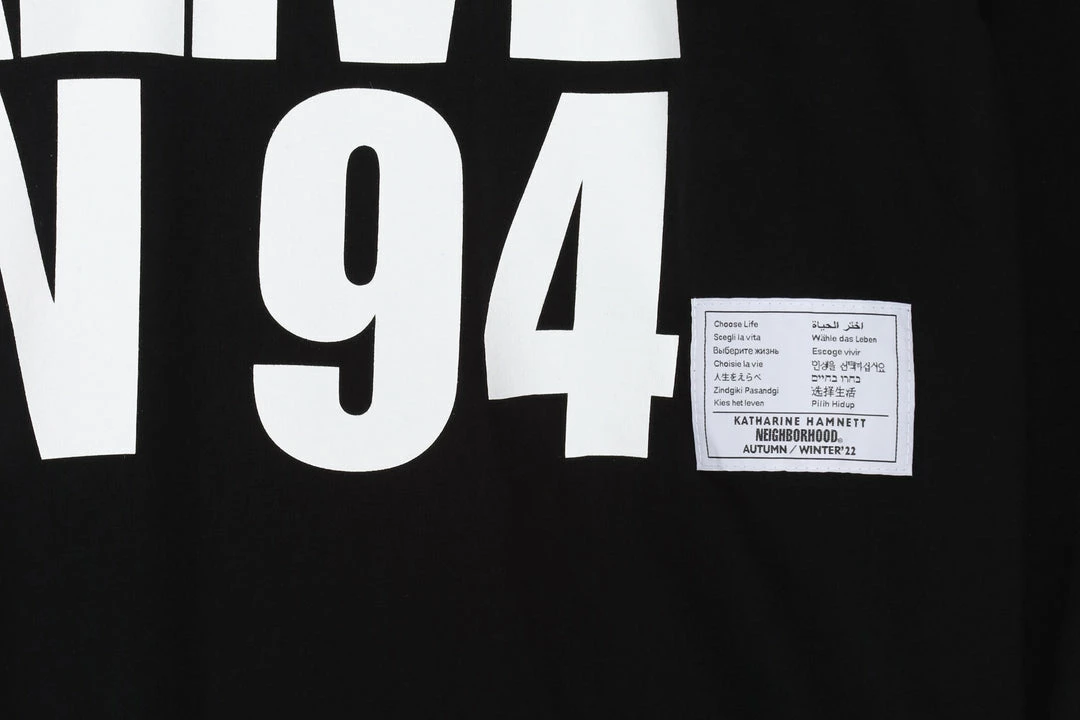 N 94
Choose Life
Scegli la vita
Выберите жизнь
Choisie la vie
人生をえらべ
Zindgiki Pasandgi
Kies het leven
اختر الحياة
Wähle das Leben
Escoge vivir
인생을 선택하십시요
בחרו בחיים
选择生活
Pilih Hidup
KATHARINE HAMNETT
NEIGHBORHOOD®
AUTUMN / WINTER'22